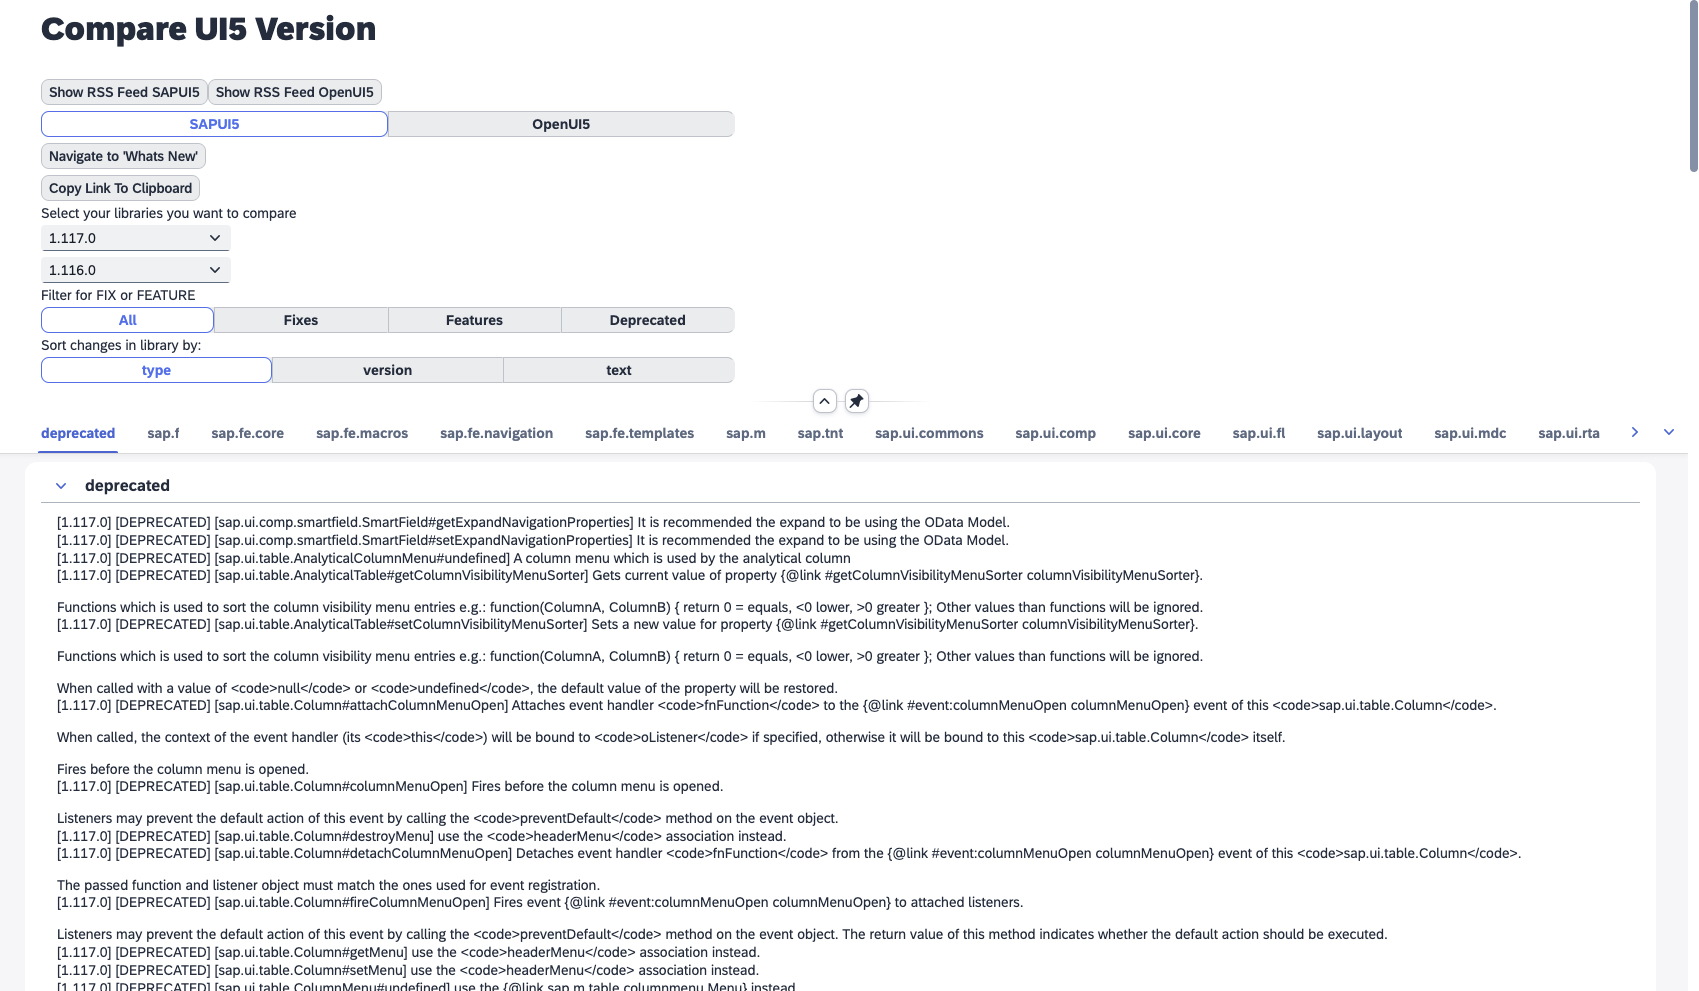 Compare UI5 Version
Show RSS Feed SAPUI5 Show RSS Feed OpenUI5
SAPUI5 OpenUI5
Navigate to 'Whats New'
Copy Link To Clipboard
Select your libraries you want to compare
1.117.0
1.116.0
Filter for FIX or FEATURE
All Fixes Features Deprecated
Sort changes in library by:
type version text
deprecated sap.f sap.fe.core sap.fe.macros sap.fe.navigation sap.fe.templates sap.m sap.tnt sap.ui.commons sap.ui.comp sap.ui.core sap.ui.fl sap.ui.layout sap.ui.mdc sap.ui.rta
deprecated
[1.117.0] [DEPRECATED] [sap.ui.comp.smartfield.SmartField#getExpandNavigationProperties] It is recommended the expand to be using the OData Model.
[1.117.0] [DEPRECATED] [sap.ui.comp.smartfield.SmartField#setExpandNavigationProperties] It is recommended the expand to be using the OData Model.
[1.117.0] [DEPRECATED] [sap.ui.table.AnalyticalColumnMenu#undefined] A column menu which is used by the analytical column
[1.117.0] [DEPRECATED] [sap.ui.table.AnalyticalTable#getColumnVisibilityMenuSorter] Gets current value of property {@link #getColumnVisibilityMenuSorter columnVisibilityMenuSorter}.
Functions which is used to sort the column visibility menu entries e.g.: function(ColumnA, ColumnB) { return 0 = equals, <0 lower, >0 greater }; Other values than functions will be ignored.
[1.117.0] [DEPRECATED] [sap.ui.table.AnalyticalTable#setColumnVisibilityMenuSorter] Sets a new value for property {@link #getColumnVisibilityMenuSorter columnVisibilityMenuSorter}.
Functions which is used to sort the column visibility menu entries e.g.: function(ColumnA, ColumnB) { return 0 = equals, <0 lower, >0 greater }; Other values than functions will be ignored.
When called with a value of <code>null</code> or <code>undefined</code>, the default value of the property will be restored.
[1.117.0] [DEPRECATED] [sap.ui.table.Column#attachColumnMenuOpen] Attaches event handler <code>fnFunction</code> to the {@link #event:columnMenuOpen columnMenuOpen} event of this <code>sap.ui.table.Column</code>.
When called, the context of the event handler (its <code>this</code>) will be bound to <code>oListener</code> if specified, otherwise it will be bound to this <code>sap.ui.table.Column</code> itself.
Fires before the column menu is opened.
[1.117.0] [DEPRECATED] [sap.ui.table.Column#columnMenuOpen] Fires before the column menu is opened.
Listeners may prevent the default action of this event by calling the <code>preventDefault</code> method on the event object.
[1.117.0] [DEPRECATED] [sap.ui.table.Column#destroyMenu] use the <code>headerMenu</code> association instead.
[1.117.0] [DEPRECATED] [sap.ui.table.Column#detachColumnMenuOpen] Detaches event handler <code>fnFunction</code> from the {@link #event:columnMenuOpen columnMenuOpen} event of this <code>sap.ui.table.Column</code>.
The passed function and listener object must match the ones used for event registration.
[1.117.0] [DEPRECATED] [sap.ui.table.Column#fireColumnMenuOpen] Fires event {@link #event:columnMenuOpen columnMenuOpen} to attached listeners.
Listeners may prevent the default action of this event by calling the <code>preventDefault</code> method on the event object. The return value of this method indicates whether the default action should be executed.
[1.117.0] [DEPRECATED] [sap.ui.table.Column#getMenu] use the <code>headerMenu</code> association instead.
[1.117.0] [DEPRECATED] [sap.ui.table.Column#setMenu] use the <code>headerMenu</code> association instead.
[1.117.0] [DEPRECATED] [sap.ui.table.ColumnMenu#undefined] use the {@link sap.m.table.columnmenu.Menu} instead.